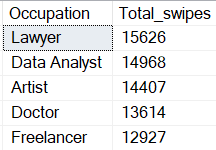 Occupation Total_swipes
Lawyer 15626
Data Analyst 14968
Artist 14407
Doctor 13614
Freelancer 12927